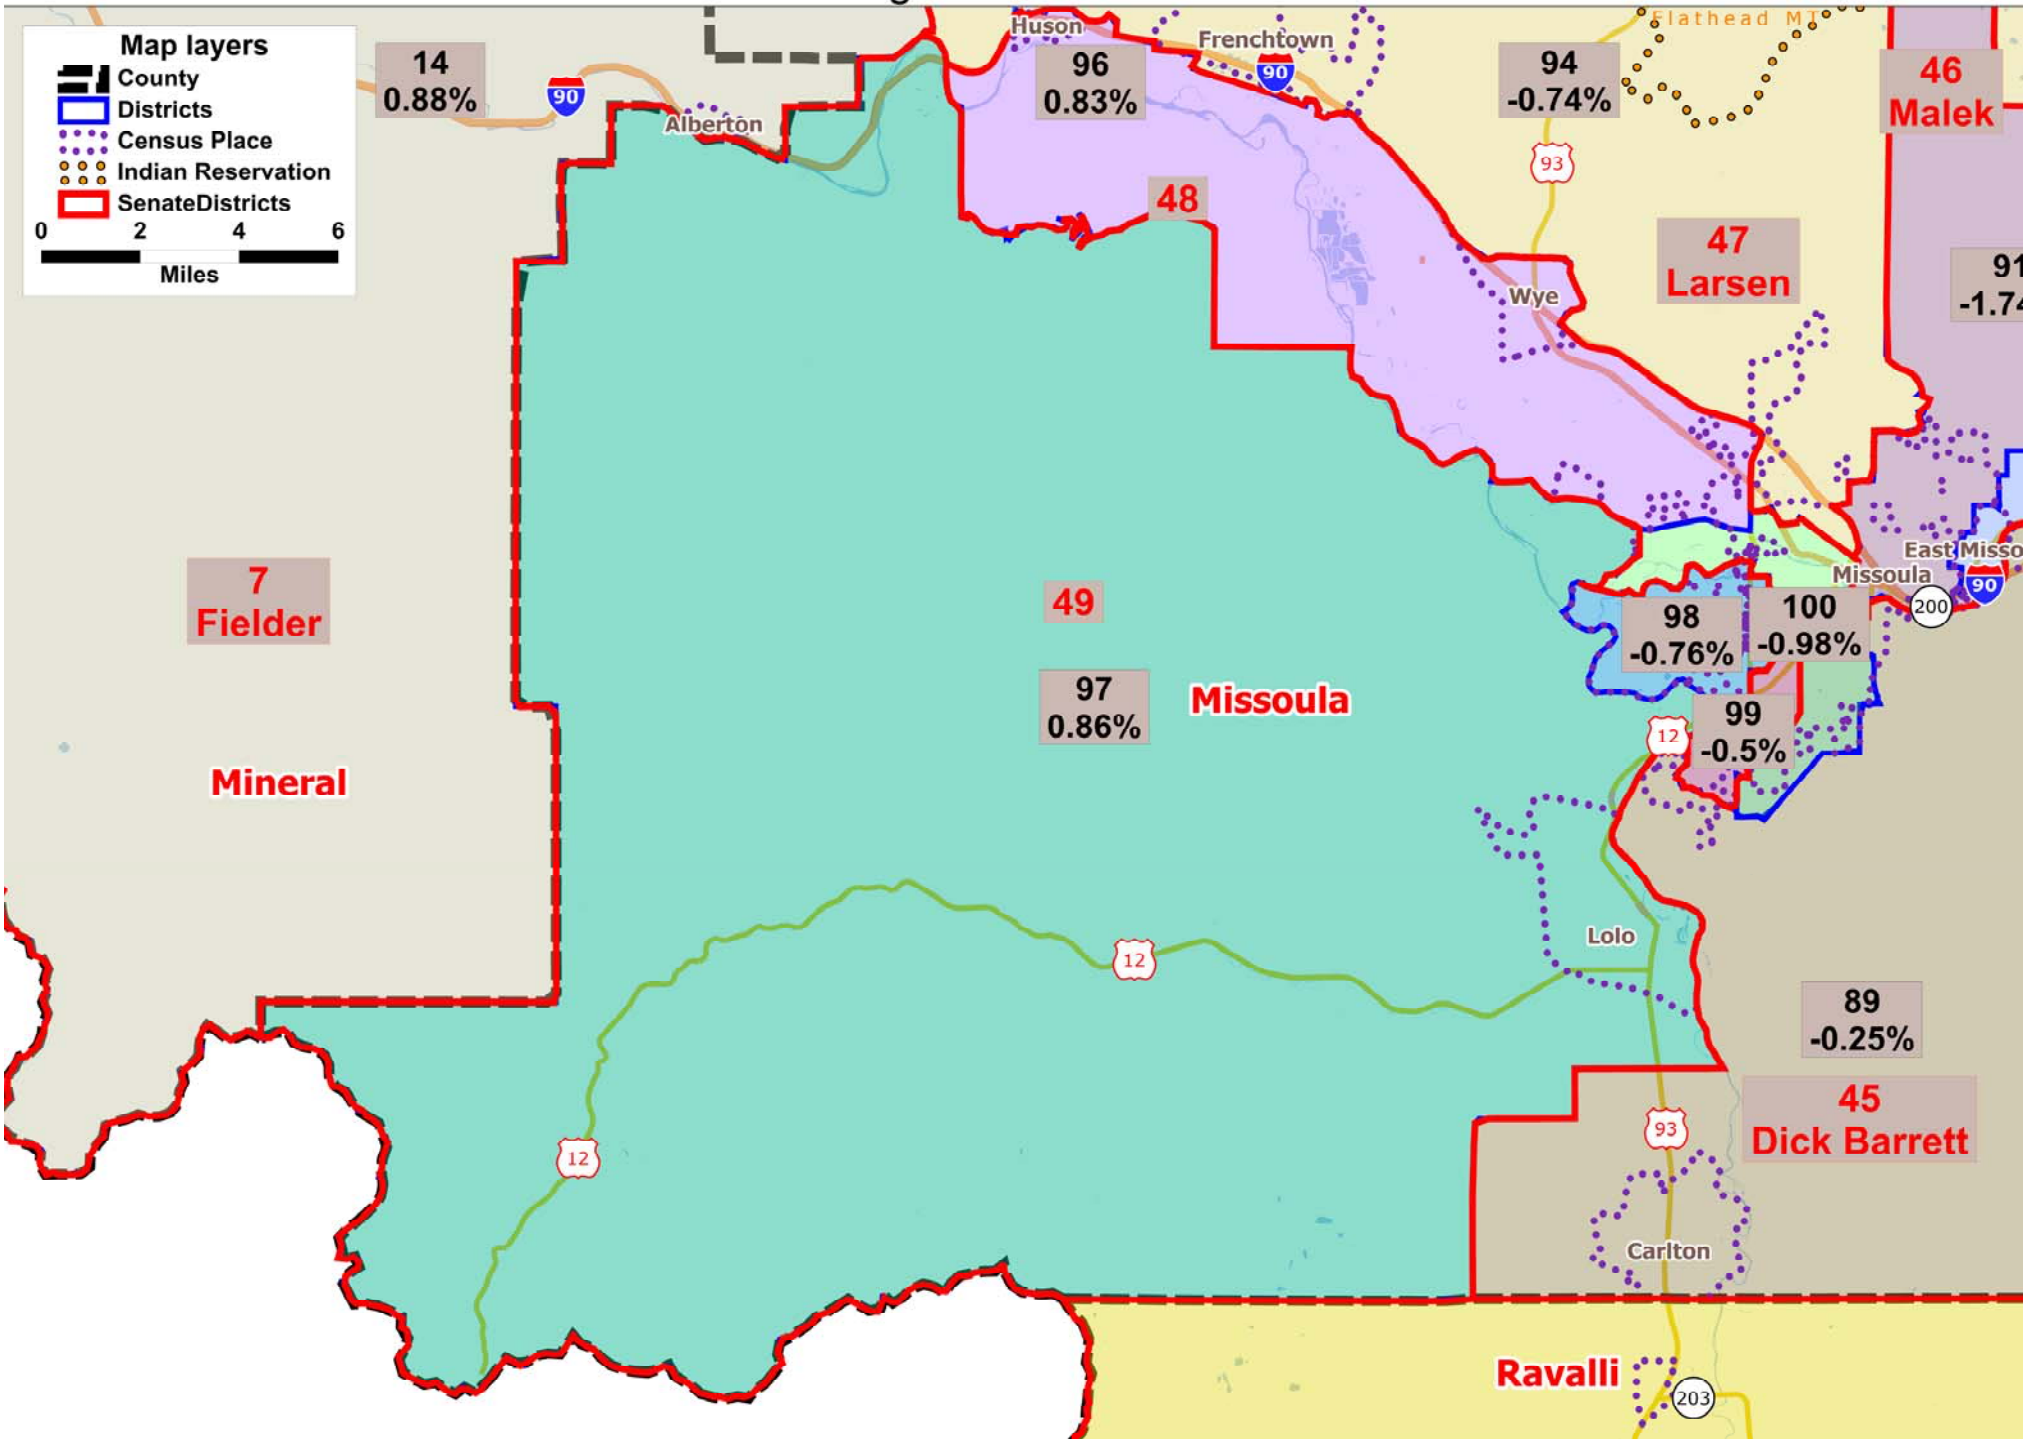 Map layers
County
Districts
Census Place
Indian Reservation
SenateDistricts
0 2 4 6
Miles
14
0.88%
90
Alberton
Huson
96
0.83%
Frenchtown
90
94
-0.74%
Flathead MT
46
Malek
93
48
47
Larsen
91
-1.74
Wye
7
Fielder
49
97
0.86%
Missoula
Mineral
East Misso
Missoula
90
200
98
-0.76%
100
-0.98%
99
-0.5%
12
12
Lolo
89
-0.25%
45
Dick Barrett
12
93
Carlton
Ravalli
203